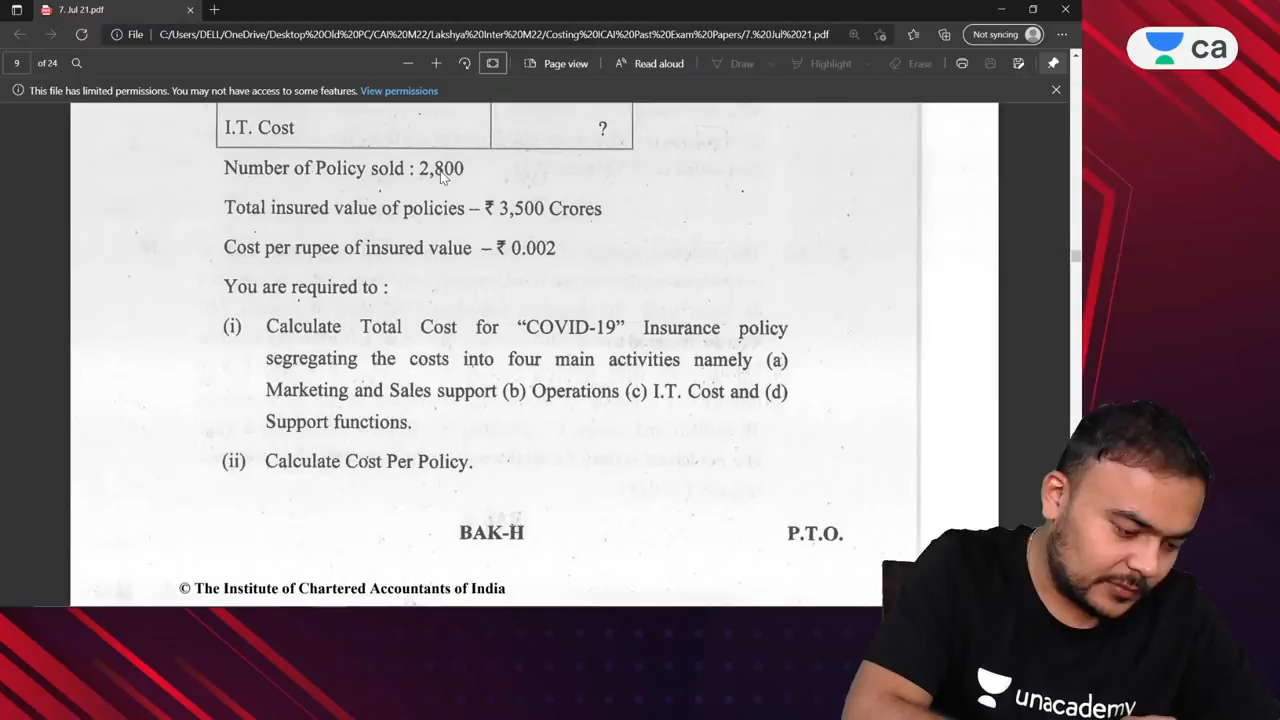 7. Jul 21.pdf
File
C:/Users/DELL/OneDrive/Desktop%20Old%20PC/CAI%20M22/Lakshya%20Inter%20M22/Costing%20ICAI%20Past%20Exam%20Papers/7.%20Jul%2021.pdf
Not syncing
9 of 24
Page view
Read aloud
Draw
Highlight
Erase
This file has limited permissions. You may not have access to some features. View permissions
ca
I.T. Cost ?
Number of Policy sold : 2,800
Total insured value of policies – ₹ 3,500 Crores
Cost per rupee of insured value – ₹ 0.002
You are required to :
(i) Calculate Total Cost for "COVID-19" Insurance policy
segregating the costs into four main activities namely (a)
Marketing and Sales support (b) Operations (c) I.T. Cost and (d)
Support functions.
(ii) Calculate Cost Per Policy.
BAK-H P.T.O.
© The Institute of Chartered Accountants of India
unacademy